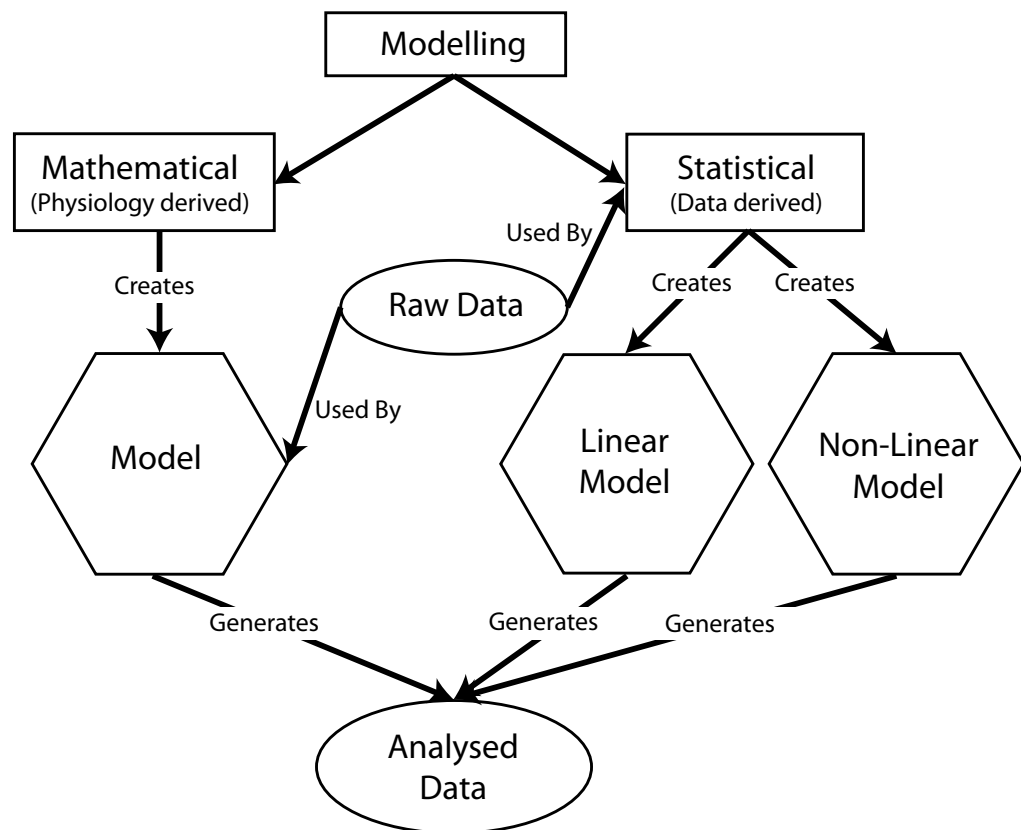 Modelling
Mathematical
(Physiology derived)
Statistical
(Data derived)
Used By
Creates
Raw Data
Creates
Creates
Used By
Model
Linear
Model
Non-Linear
Model
Generates
Generates
Generates
Analysed
Data